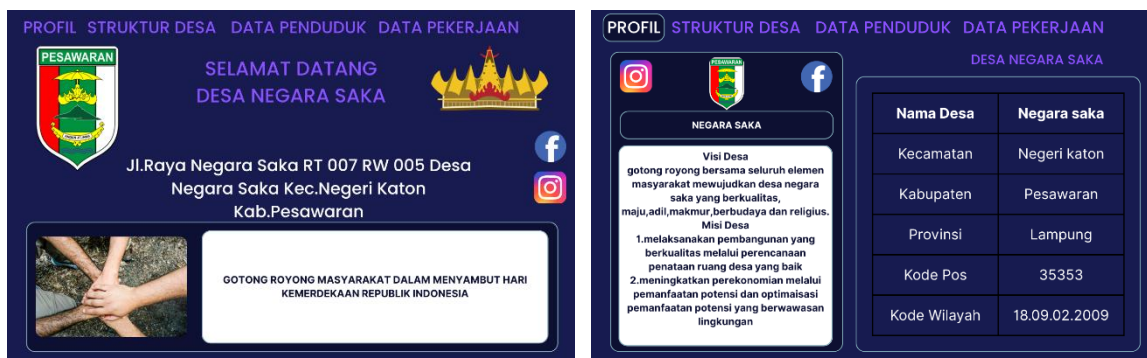 PROFIL STRUKTUR DESA DATA PENDUDUK DATA PEKERJAAN
PESAWARAN
SELAMAT DATANG
DESA NEGARA SAKA
Jl.Raya Negara Saka RT 007 RW 005 Desa
Negara Saka Kec.Negeri Katon
Kab.Pesawaran
GOTONG ROYONG MASYARAKAT DALAM MENYAMBUT HARI
KEMERDEKAAN REPUBLIK INDONESIA
PROFIL STRUKTUR DESA DATA PENDUDUK DATA PEKERJAAN
PESAWARAN
NEGARA SAKA
Visi Desa
gotong royong bersama seluruh elemen
masyarakat mewujudkan desa negara
saka yang berkualitas,
maju,adil,makmur,berbudaya dan religius.
Misi Desa
1.melaksanakan pembangunan yang
berkualitas melalui perencanaan
penataan ruang desa yang baik
2.meningkatkan perekonomian melalui
pemanfaatan potensi dan optimaisasi
pemanfaatan potensi yang berwawasan
lingkungan
DESA NEGARA SAKA
Nama Desa Negara saka
Kecamatan Negeri katon
Kabupaten Pesawaran
Provinsi Lampung
Kode Pos 35353
Kode Wilayah 18.09.02.2009